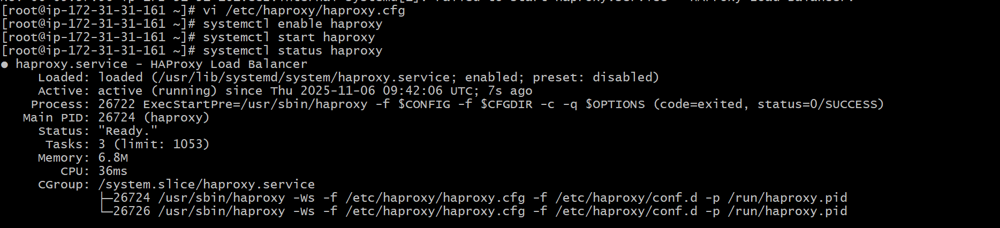 [root@ip-172-31-31-161 ~]# vi /etc/haproxy/haproxy.cfg
[root@ip-172-31-31-161 ~]# systemctl enable haproxy
[root@ip-172-31-31-161 ~]# systemctl start haproxy
[root@ip-172-31-31-161 ~]# systemctl status haproxy
● haproxy.service - HAProxy Load Balancer
     Loaded: loaded (/usr/lib/systemd/system/haproxy.service; enabled; preset: disabled)
     Active: active (running) since Thu 2025-11-06 09:42:06 UTC; 7s ago
    Process: 26722 ExecStartPre=/usr/sbin/haproxy -f $CONFIG -f $CFGDIR -c -q $OPTIONS (code=exited, status=0/SUCCESS)
   Main PID: 26724 (haproxy)
     Status: "Ready."
      Tasks: 3 (limit: 1053)
     Memory: 6.8M
        CPU: 36ms
     CGroup: /system.slice/haproxy.service
             ├─26724 /usr/sbin/haproxy -Ws -f /etc/haproxy/haproxy.cfg -f /etc/haproxy/conf.d -p /run/haproxy.pid
             └─26726 /usr/sbin/haproxy -Ws -f /etc/haproxy/haproxy.cfg -f /etc/haproxy/conf.d -p /run/haproxy.pid